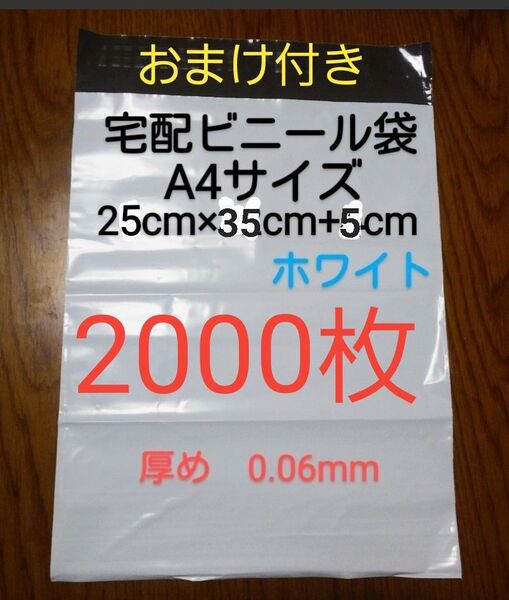 おまけ付き
宅配ビニール袋
A4サイズ
25cm×35cm+5cm
ホワイト
2000枚
厚め 0.06mm